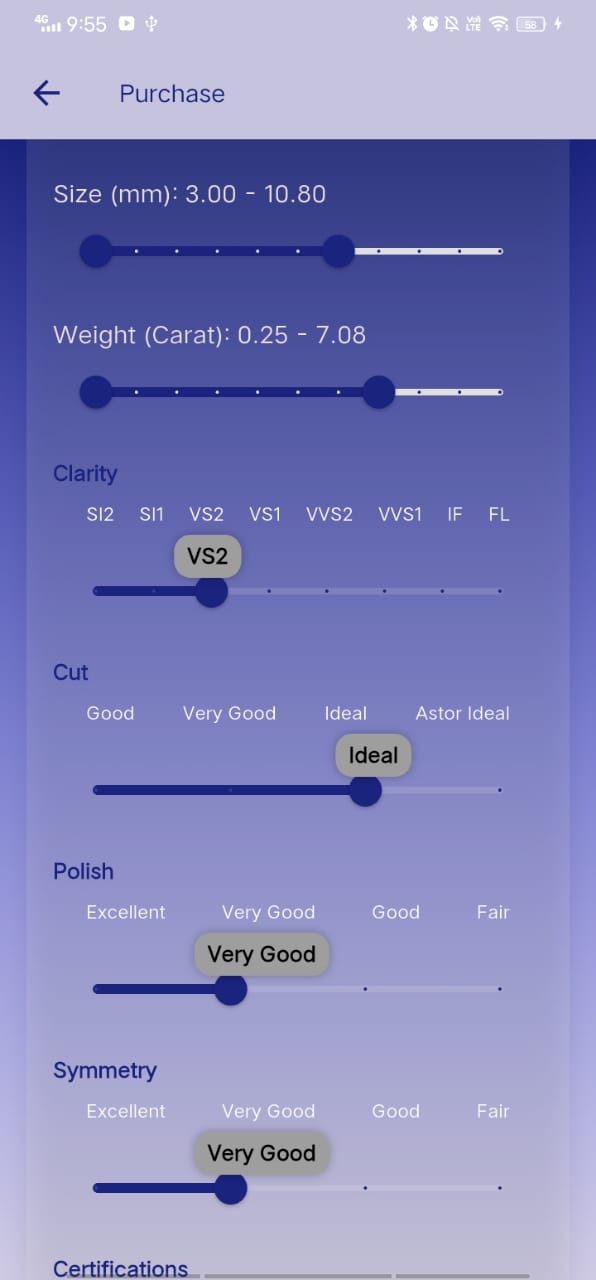 4G 9:55 Vo) LTE 58
Purchase
Size (mm): 3.00 - 10.80
Weight (Carat): 0.25 - 7.08
Clarity
SI2 SI1 VS2 VS1 VVS2 VVS1 IF FL
VS2
Cut
Good Very Good Ideal Astor Ideal
Ideal
Polish
Excellent Very Good Good Fair
Very Good
Symmetry
Excellent Very Good Good Fair
Very Good
Certifications